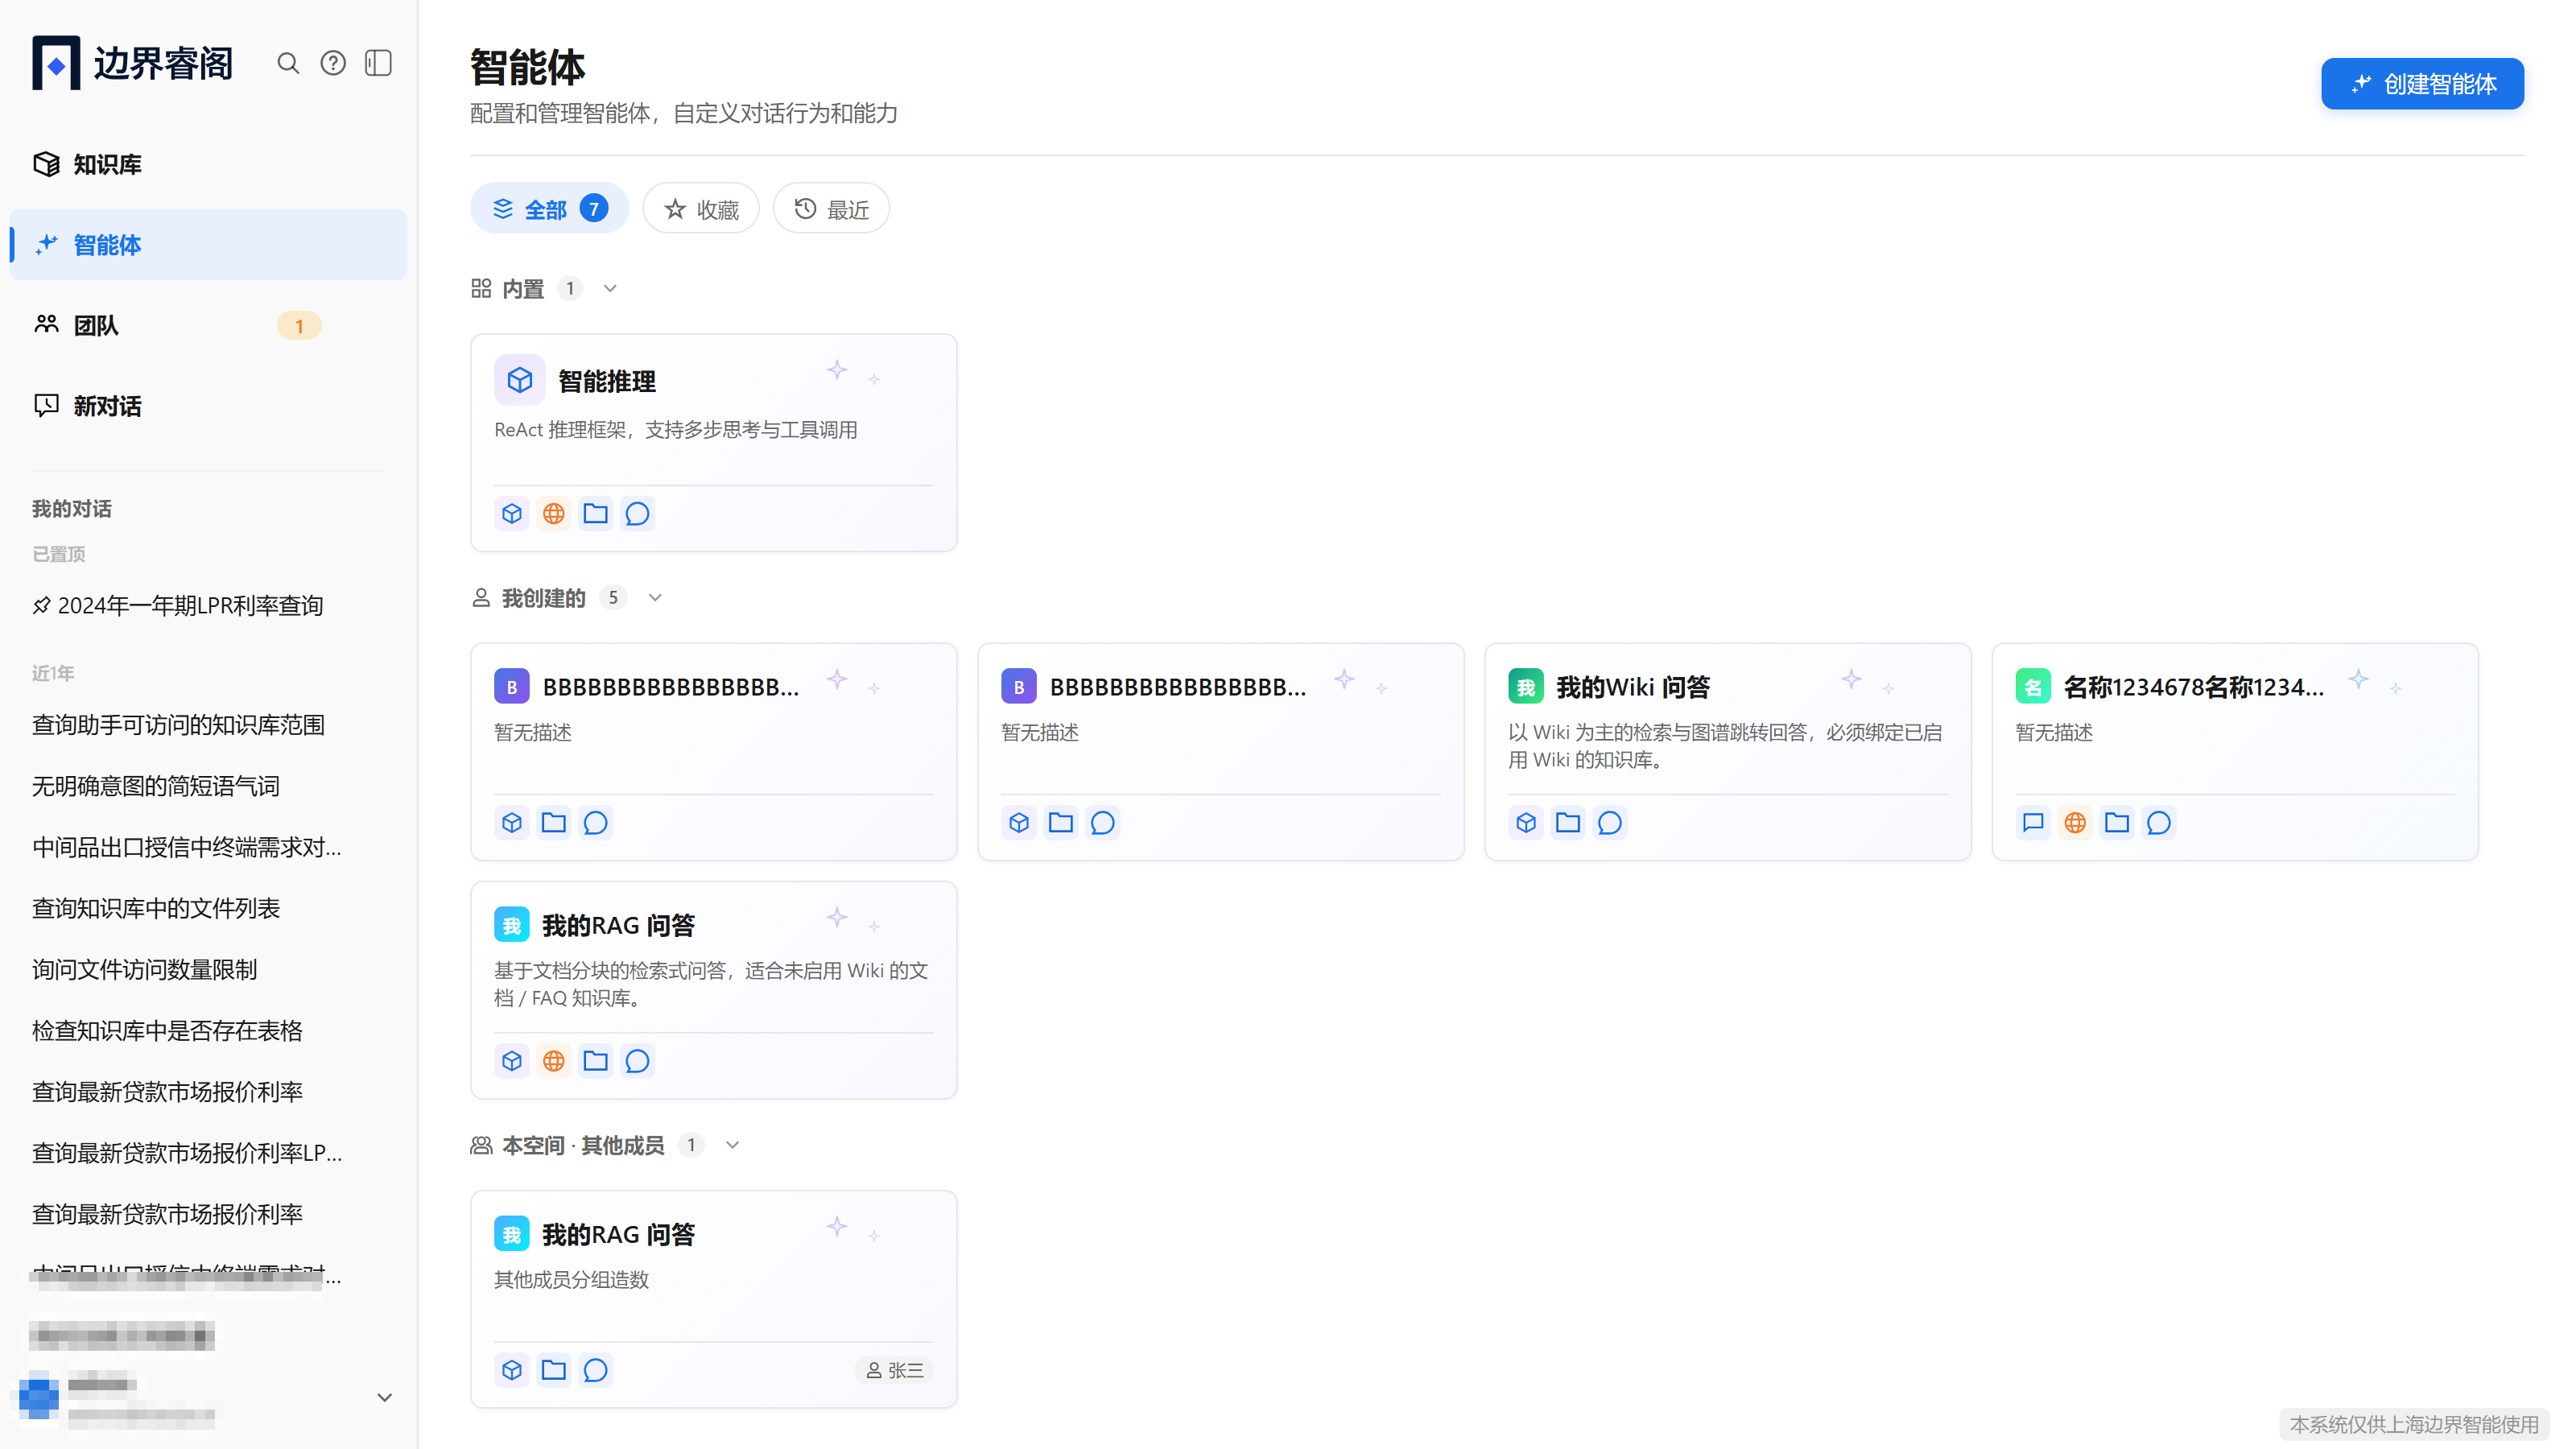 边界睿阁
知识库
智能体
团队
1
新对话
我的对话
已置顶
2024年一年期LPR利率查询
近1年
查询助手可访问的知识库范围
无明确意图的简短语气词
中间品出口授信中终端需求对...
查询知识库中的文件列表
询问文件访问数量限制
检查知识库中是否存在表格
查询最新贷款市场报价利率
查询最新贷款市场报价利率LP...
查询最新贷款市场报价利率
智能体
配置和管理智能体，自定义对话行为和能力
创建智能体
全部 7
收藏
最近
内置 1
智能推理
ReAct 推理框架，支持多步思考与工具调用
我创建的 5
B BBBBBBBBBBBBBBBB...
暂无描述
B BBBBBBBBBBBBBBBB...
暂无描述
我 我的Wiki 问答
以 Wiki 为主的检索与图谱跳转回答，必须绑定已启
用 Wiki 的知识库。
名 名称1234678名称1234...
暂无描述
我 我的RAG 问答
基于文档分块的检索式问答，适合未启用 Wiki 的文
档 / FAQ 知识库。
本空间 · 其他成员 1
我 我的RAG 问答
其他成员分组造数
张三
本系统仅供上海边界智能使用